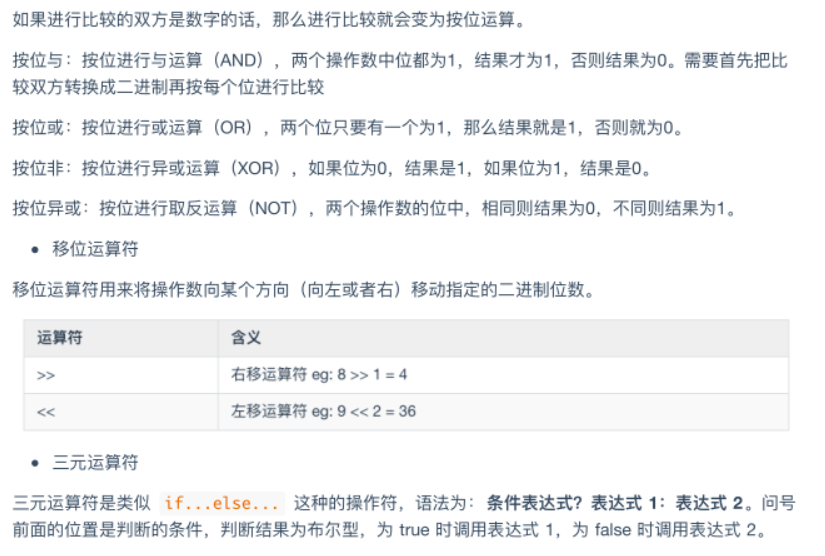 如果进行比较的双方是数字的话，那么进行比较就会变为按位运算。
按位与：按位进行与运算（AND），两个操作数中位都为1，结果才为1，否则结果为0。需要首先把比
较双方转换成二进制再按每个位进行比较
按位或：按位进行或运算（OR），两个位只要有一个为1，那么结果就是1，否则就为0。
按位非：按位进行异或运算（XOR），如果位为0，结果是1，如果位为1，结果是0。
按位异或：按位进行取反运算（NOT），两个操作数的位中，相同则结果为0，不同则结果为1。
• 移位运算符
移位运算符用来将操作数向某个方向（向左或者右）移动指定的二进制位数。
运算符 含义
>> 右移运算符 eg: 8 >> 1 = 4
<< 左移运算符 eg: 9 << 2 = 36
• 三元运算符
三元运算符是类似 if...else... 这种的操作符，语法为：条件表达式？表达式 1：表达式 2。问号
前面的位置是判断的条件，判断结果为布尔型，为 true 时调用表达式 1，为 false 时调用表达式 2。